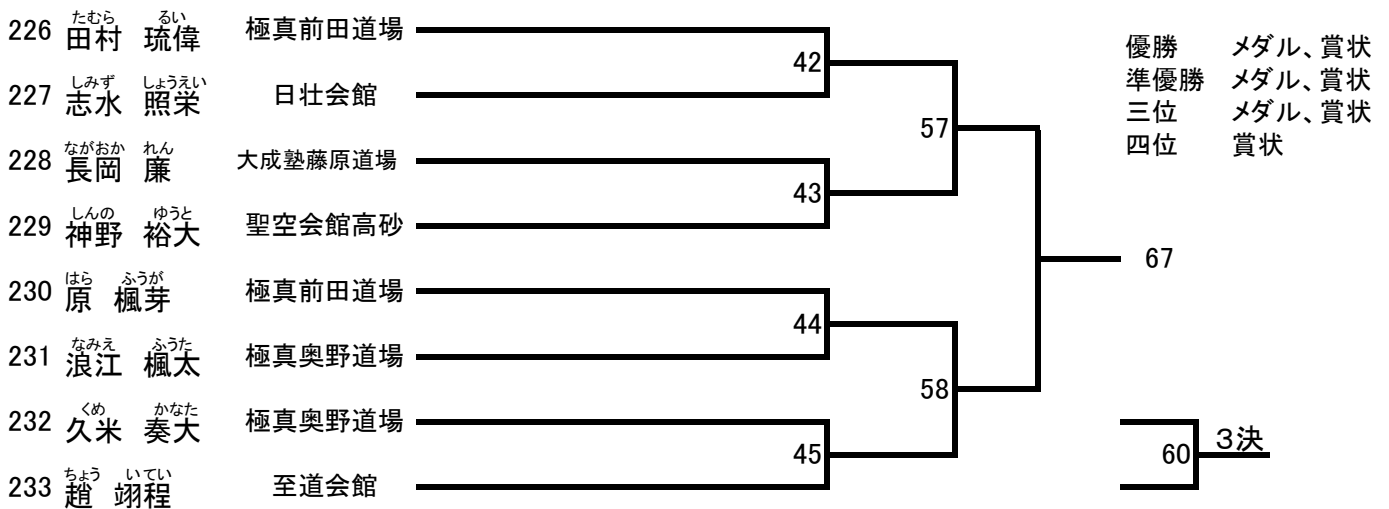 たむら るい
226 田村 琉偉 極真前田道場
42
しみず しょうえい
227 志水 照栄 日壮会館
57
ながおか れん
228 長岡 廉 大成塾藤原道場
43
しんの ゆうと
229 神野 裕大 聖空会館高砂
67
はら ふうが
230 原 楓芽 極真前田道場
44
なみえ ふうた
231 浪江 楓太 極真奥野道場
58
くめ かなた
232 久米 奏大 極真奥野道場
45
ちょう いてい
233 趙 翊程 至道会館
優勝 メダル、賞状
準優勝 メダル、賞状
三位 メダル、賞状
四位 賞状
60 3決